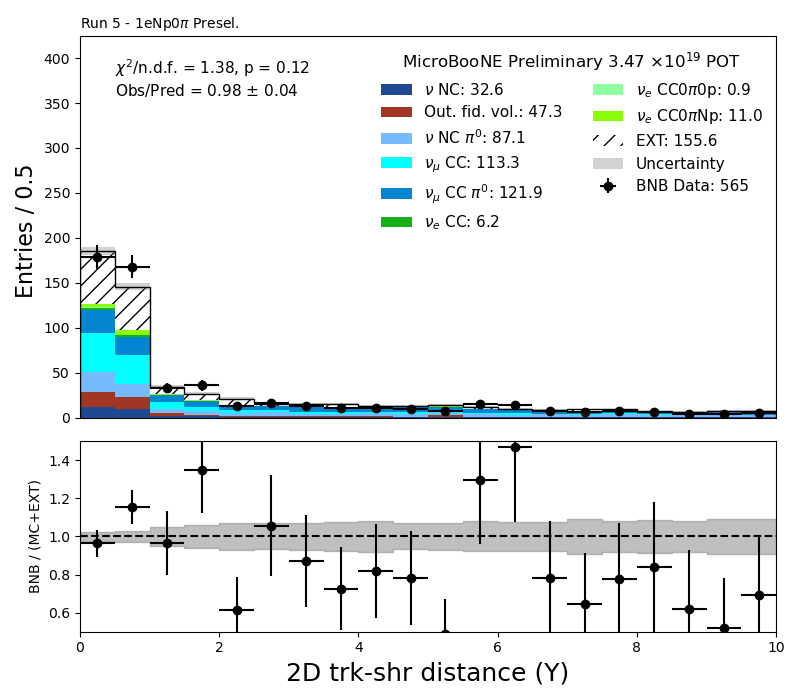 Run 5 - 1eNp0π Presel.
χ²/n.d.f. = 1.38, p = 0.12
Obs/Pred = 0.98 ± 0.04
MicroBooNE Preliminary 3.47 ×10¹⁹ POT
ν NC: 32.6
Out. fid. vol.: 47.3
ν NC π⁰: 87.1
ν_μ CC: 113.3
ν_μ CC π⁰: 121.9
ν_e CC: 6.2
ν_e CC0π0p: 0.9
ν_e CC0πNp: 11.0
EXT: 155.6
Uncertainty
BNB Data: 565
Entries / 0.5
400
350
300
250
200
150
100
50
0
BNB / (MC+EXT)
1.4
1.2
1.0
0.8
0.6
0 2 4 6 8 10
2D trk-shr distance (Y)